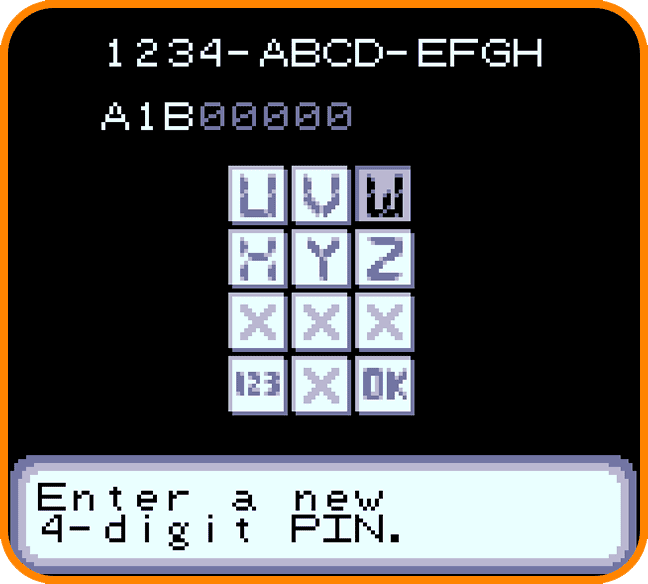 1234-ABCD-EFGH
A1B00000
U V W
X Y Z
X X X
123 X OK
Enter a new
4-digit PIN.